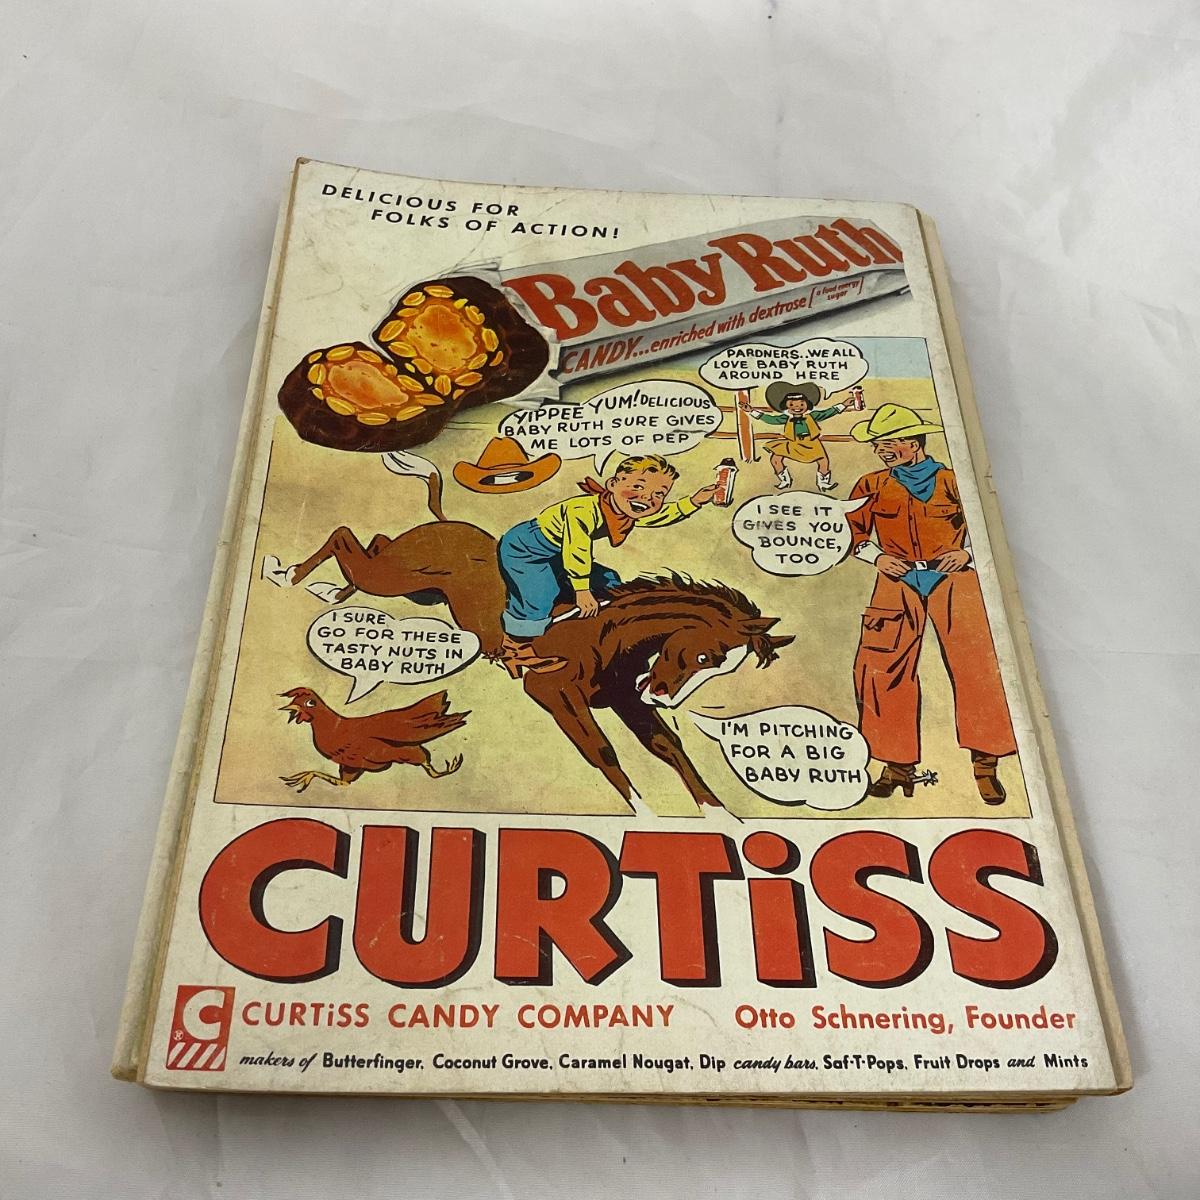 DELICIOUS FOR
FOLKS OF ACTION!
Baby Ruth
CANDY...enriched with dextrose [a food energy
sugar]
PARDNERS..WE ALL
LOVE BABY RUTH
AROUND HERE
YIPPEE YUM! DELICIOUS
BABY RUTH SURE GIVES
ME LOTS OF PEP
I SEE IT
GIVES YOU
BOUNCE,
TOO
I SURE
GO FOR THESE
TASTY NUTS IN
BABY RUTH
I'M PITCHING
FOR A BIG
BABY RUTH
CURTiSS
C
CURTiSS CANDY COMPANY Otto Schnering, Founder
makers of Butterfinger, Coconut Grove, Caramel Nougat, Dip candy bars, Saf-T-Pops, Fruit Drops and Mints